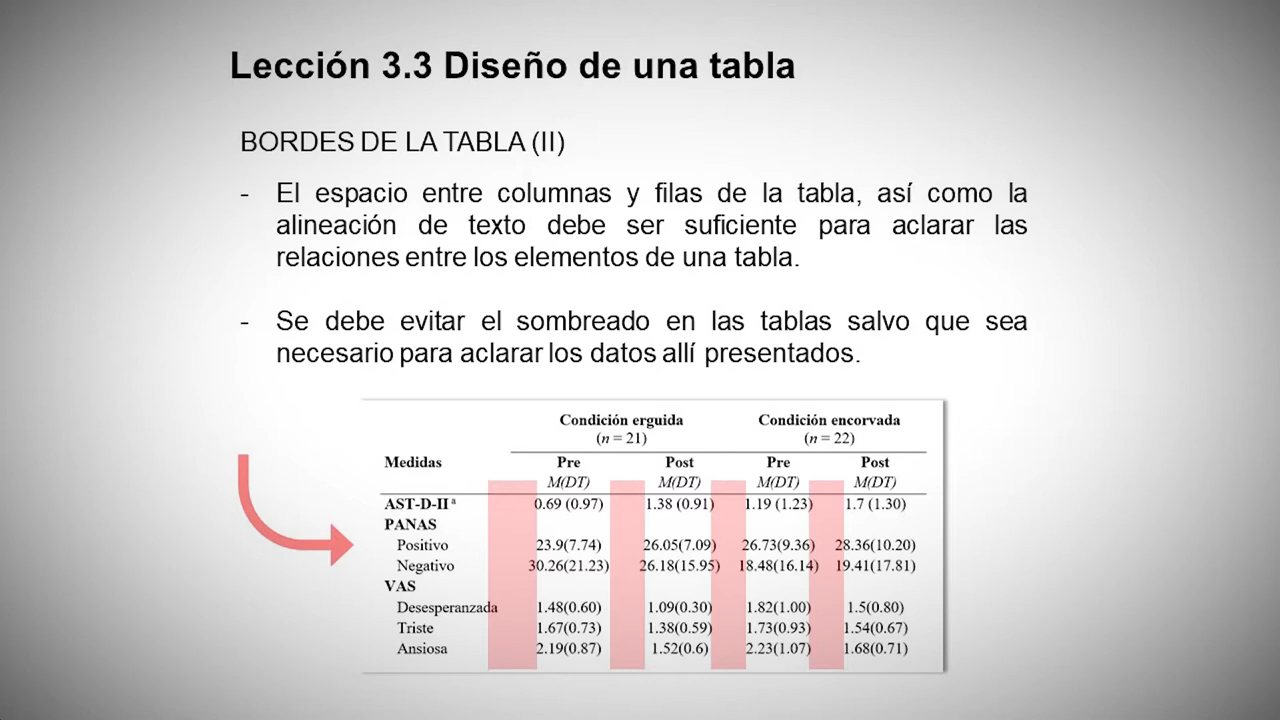 Lección 3.3 Diseño de una tabla
BORDES DE LA TABLA (II)
- El espacio entre columnas y filas de la tabla, así como la
alineación de texto debe ser suficiente para aclarar las
relaciones entre los elementos de una tabla.
- Se debe evitar el sombreado en las tablas salvo que sea
necesario para aclarar los datos allí presentados.
Condición erguida Condición encorvada
(n = 21) (n = 22)
Medidas Pre Post Pre Post
M(DT) M(DT) M(DT) M(DT)
AST-D-II ª 0.69 (0.97) 1.38 (0.91) 1.19 (1.23) 1.7 (1.30)
PANAS
Positivo 23.9(7.74) 26.05(7.09) 26.73(9.36) 28.36(10.20)
Negativo 30.26(21.23) 26.18(15.95) 18.48(16.14) 19.41(17.81)
VAS
Desesperanzada 1.48(0.60) 1.09(0.30) 1.82(1.00) 1.5(0.80)
Triste 1.67(0.73) 1.38(0.59) 1.73(0.93) 1.54(0.67)
Ansiosa 2.19(0.87) 1.52(0.6) 2.23(1.07) 1.68(0.71)